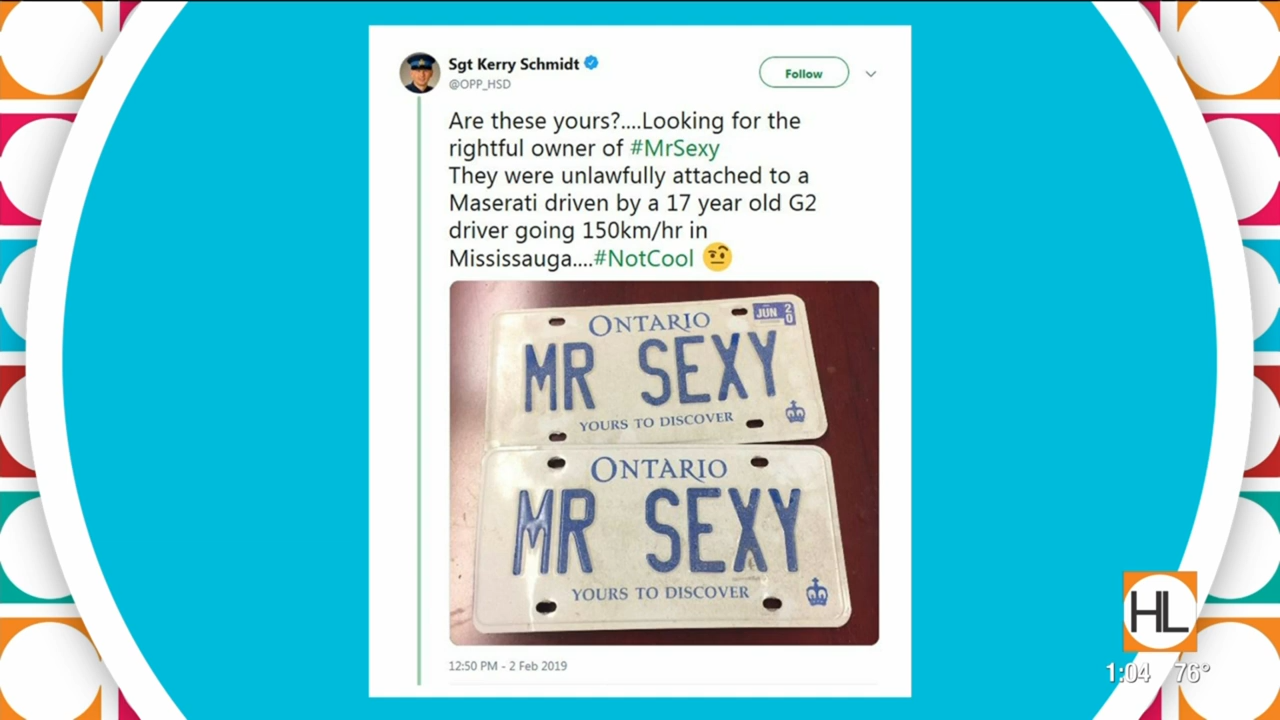 Sgt Kerry Schmidt
@OPP_HSD
Follow
Are these yours?....Looking for the
rightful owner of #MrSexy
They were unlawfully attached to a
Maserati driven by a 17 year old G2
driver going 150km/hr in
Mississauga....#NotCool 🤨
ONTARIO
JUN 20
MR SEXY
YOURS TO DISCOVER
ONTARIO
MR SEXY
YOURS TO DISCOVER
12:50 PM - 2 Feb 2019
HL
1:04 76°